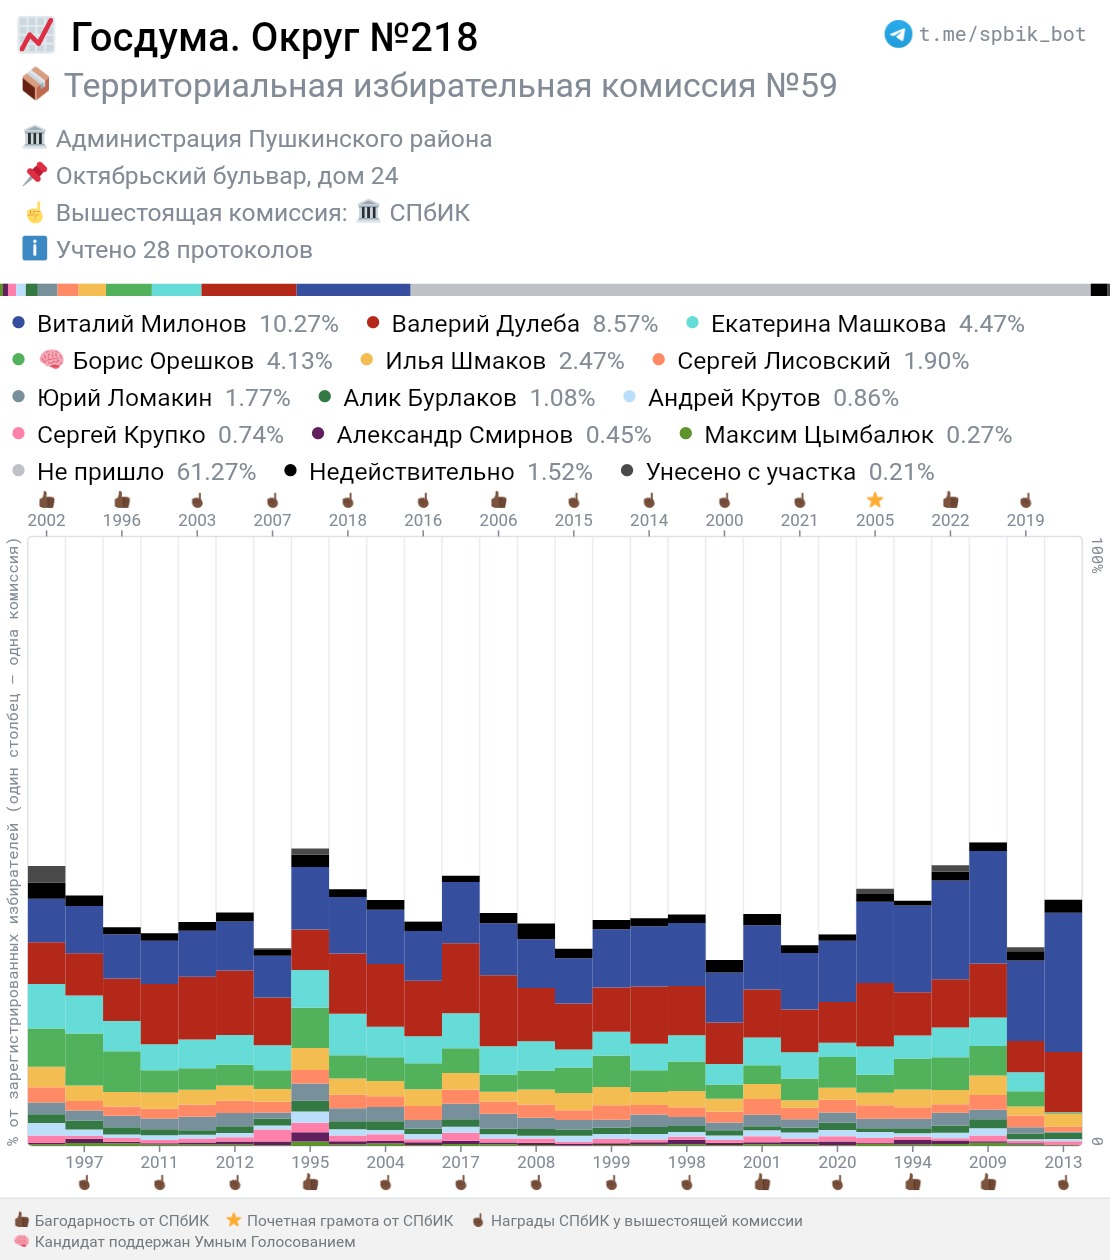 Госдума. Округ №218
t.me/spbik_bot
Территориальная избирательная комиссия №59
Администрация Пушкинского района
Октябрьский бульвар, дом 24
Вышестоящая комиссия: СПбИК
Учтено 28 протоколов
Виталий Милонов 10.27% Валерий Дулеба 8.57% Екатерина Машкова 4.47%
Борис Орешков 4.13% Илья Шмаков 2.47% Сергей Лисовский 1.90%
Юрий Ломакин 1.77% Алик Бурлаков 1.08% Андрей Крутов 0.86%
Сергей Крупко 0.74% Александр Смирнов 0.45% Максим Цымбалюк 0.27%
Не пришло 61.27% Недействительно 1.52% Унесено с участка 0.21%
2002 1996 2003 2007 2018 2016 2006 2015 2014 2000 2021 2005 2022 2019
% от зарегистрированных избирателей (один столбец — одна комиссия)
100%
0
1997 2011 2012 1995 2004 2017 2008 1999 1998 2001 2020 1994 2009 2013
Багодарность от СПбИК Почетная грамота от СПбИК Награды СПбИК у вышестоящей комиссии
Кандидат поддержан Умным Голосованием